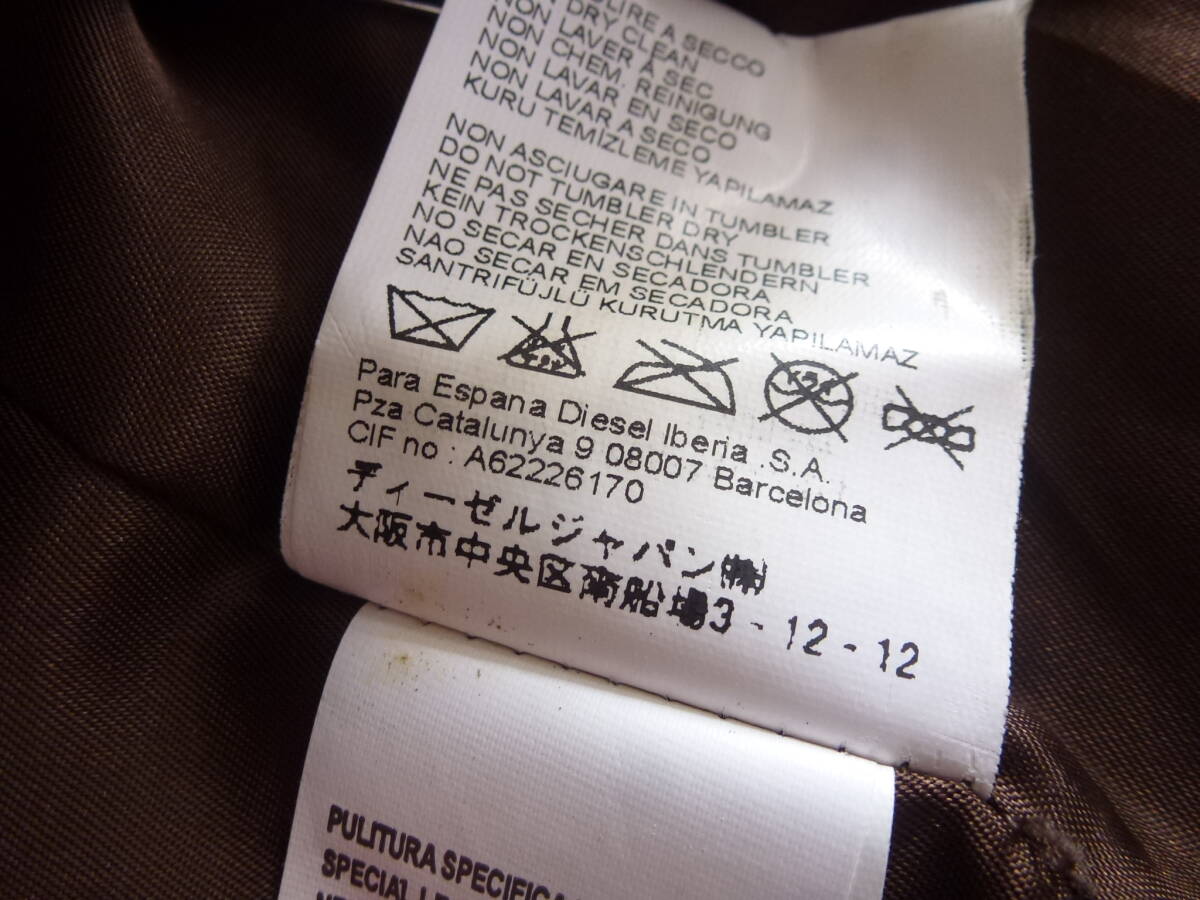 A SECCO
DRY CLEAN
NON LAVER À SEC
NON CHEM. REINIGUNG
NON LAVAR EN SECO
NON LAVAR A SECO
KURU TEMIZLEME YAPILAMAZ
NON ASCIUGARE IN TUMBLER
DO NOT TUMBLER DRY
NE PAS SECHER DANS TUMBLER
KEIN TROCKENSCHLENDERN
NO SECAR EN SECADORA
NAO SECAR EM SECADORA
SANTRIFÜJLÜ KURUTMA YAPILAMAZ
Para Espana Diesel Iberia .S.A.
Pza Catalunya 9 08007 Barcelona
CIF no : A62226170
ディーゼルジャパン㈱
大阪市中央区南船場3 - 12 - 12
PULITURA SPECIFICA
SPECIAL